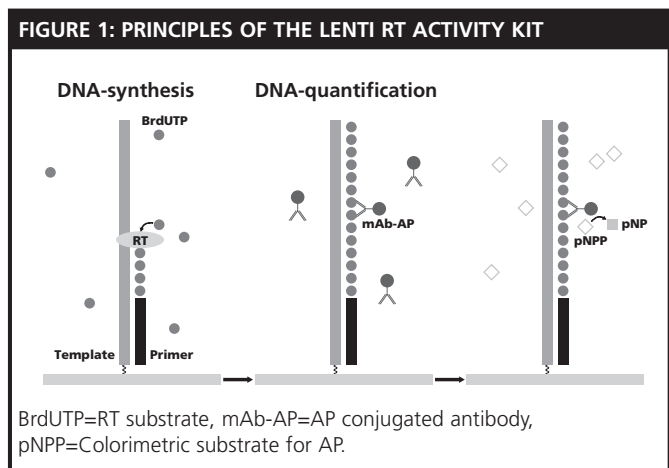 FIGURE 1: PRINCIPLES OF THE LENTI RT ACTIVITY KIT
DNA-synthesis
DNA-quantification
BrdUTP
RT
mAb-AP
pNP
pNPP
Template
Primer
BrdUTP=RT substrate, mAb-AP=AP conjugated antibody,
pNPP=Colorimetric substrate for AP.